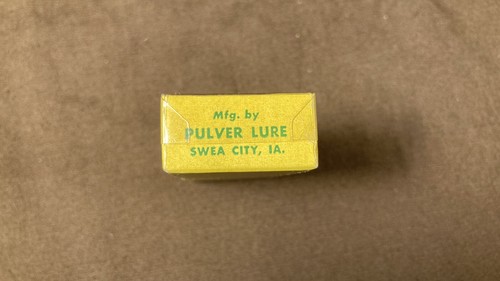 Mfg. by
PULVER LURE
SWEA CITY, IA.